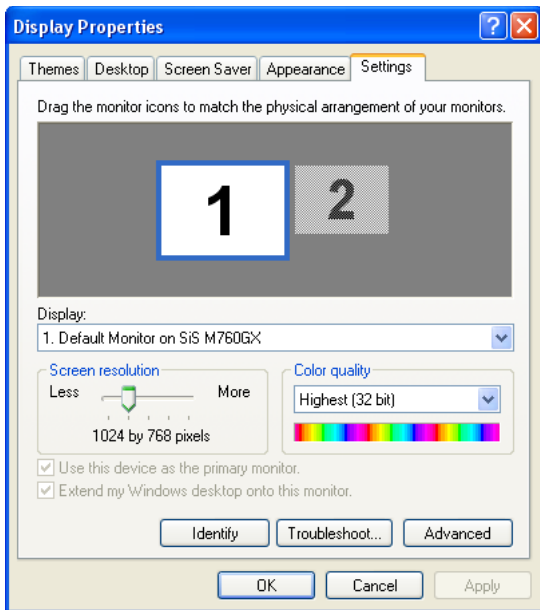 Display Properties
Themes Desktop Screen Saver Appearance Settings
Drag the monitor icons to match the physical arrangement of your monitors.
1 2
Display:
1. Default Monitor on SiS M760GX
Screen resolution
Less More
1024 by 768 pixels
Color quality
Highest (32 bit)
Use this device as the primary monitor.
Extend my Windows desktop onto this monitor.
Identify Troubleshoot... Advanced
OK Cancel Apply